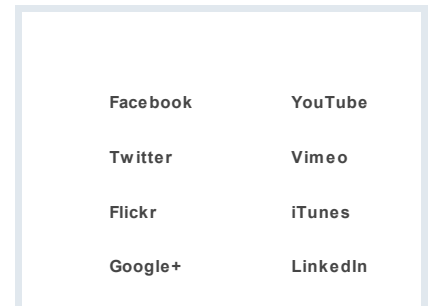 Facebook YouTube
Twitter Vimeo
Flickr iTunes
Google+ LinkedIn